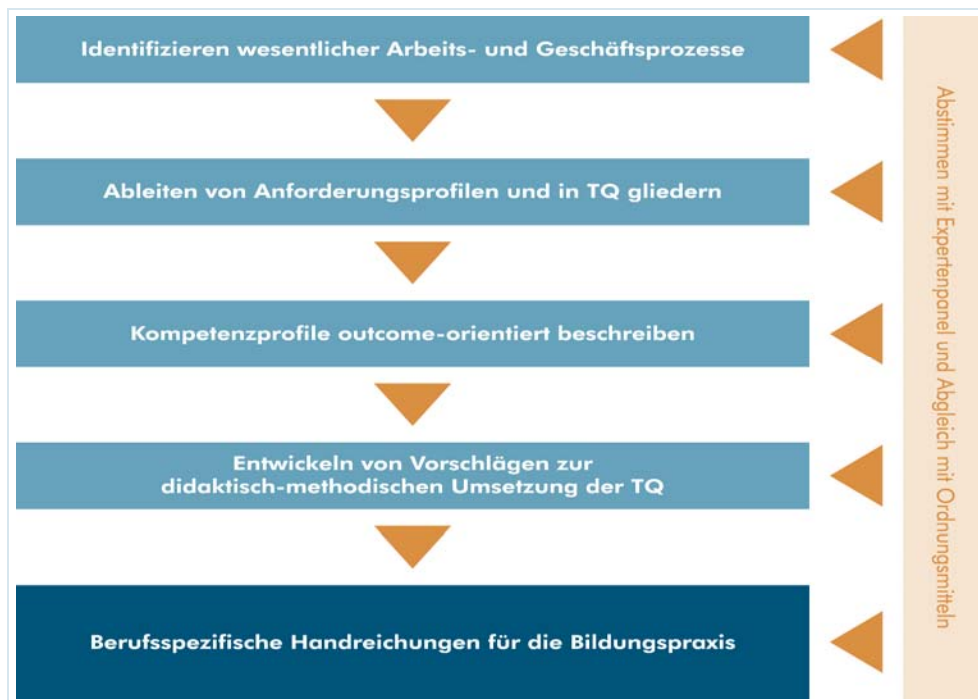 Identifizieren wesentlicher Arbeits- und Geschäftsprozesse
Ableiten von Anforderungsprofilen und in TQ gliedern
Kompetenzprofile outcome-orientiert beschreiben
Entwickeln von Vorschlägen zur
didaktisch-methodischen Umsetzung der TQ
Berufsspezifische Handreichungen für die Bildungspraxis
Abstimmen mit Expertenpanel und Abgleich mit Ordnungsmitteln